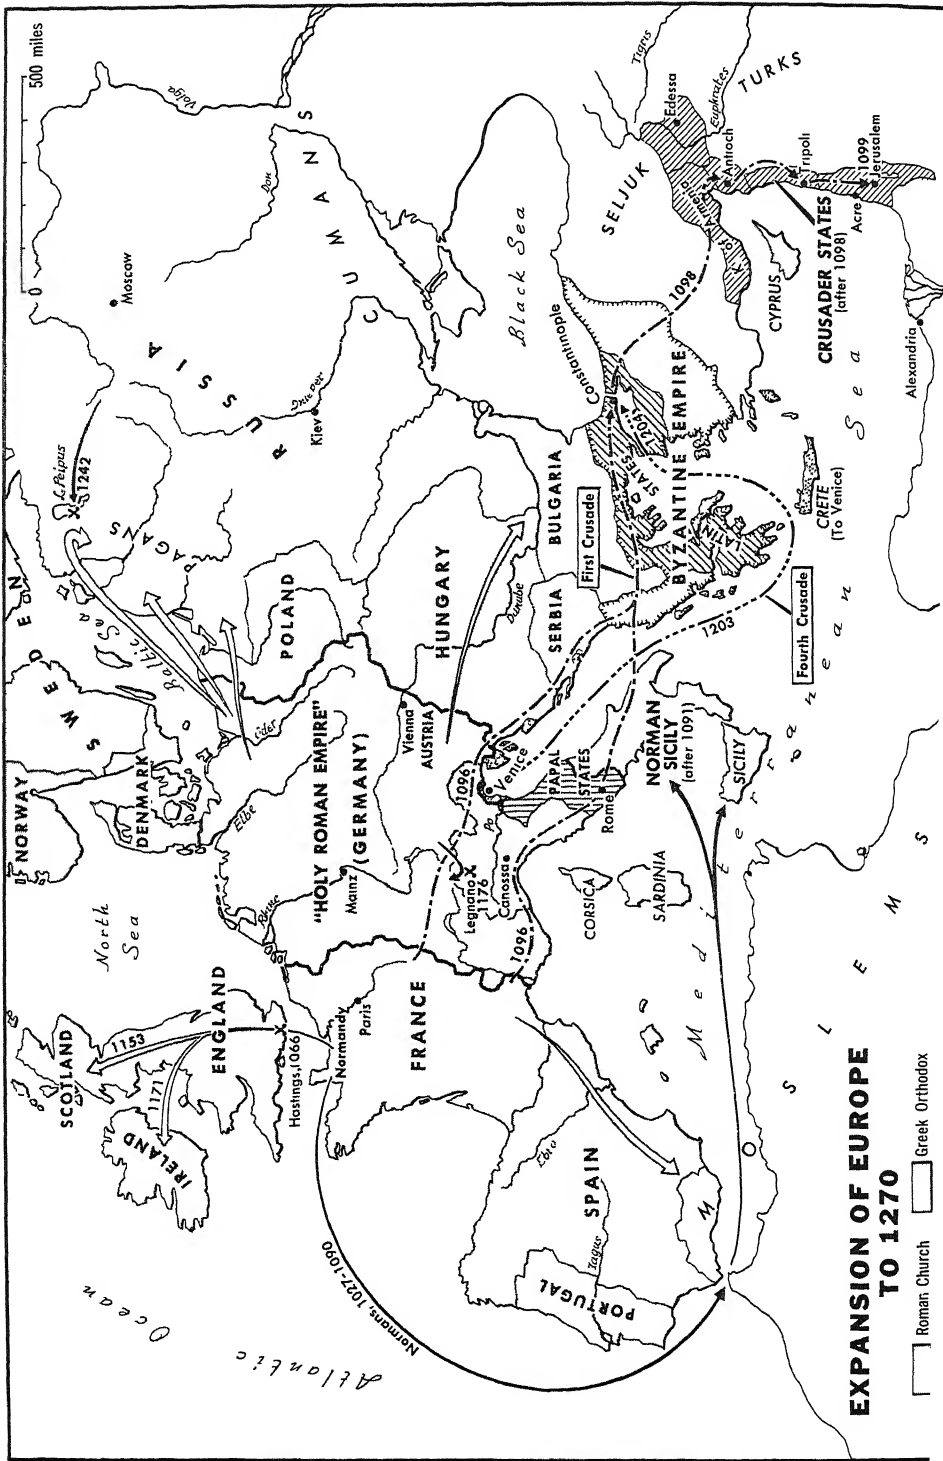 EXPANSION OF EUROPE
TO 1270
Roman Church
Greek Orthodox
0
500 miles
Atlantic
Ocean
North
Sea
SCOTLAND
1153
IRELAND
1171
ENGLAND
Hastings, 1066
NORWAY
SWEDEN
DENMARK
Baltic Sea
PAGANS
L. Peipus
1242
RUSSIA
Moscow
Volga
Don
Dnieper
Kiev
CUMANS
POLAND
Oder
Elbe
Rhine
"HOLY ROMAN EMPIRE"
(GERMANY)
Mainz
Vienna
AUSTRIA
HUNGARY
Danube
Normandy
Paris
FRANCE
Normans, 1027-1090
1096
1096
Legnano
1176
Canossa
Po
Venice
PAPAL
STATES
Rome
CORSICA
SARDINIA
NORMAN
SICILY
(after 1091)
SICILY
SERBIA
BULGARIA
First Crusade
Fourth Crusade
1203
1204
Constantinople
Black Sea
BYZANTINE EMPIRE
LATIN
STATES
CRETE
(To Venice)
1098
SELJUK
TURKS
Tigris
Euphrates
Edessa
K. of Armenia
Antioch
Tripoli
1099
Jerusalem
Acre
CYPRUS
CRUSADER STATES
(after 1098)
Alexandria
Mediterranean Sea
SPAIN
Ebro
Tagus
PORTUGAL
MOSLEMS